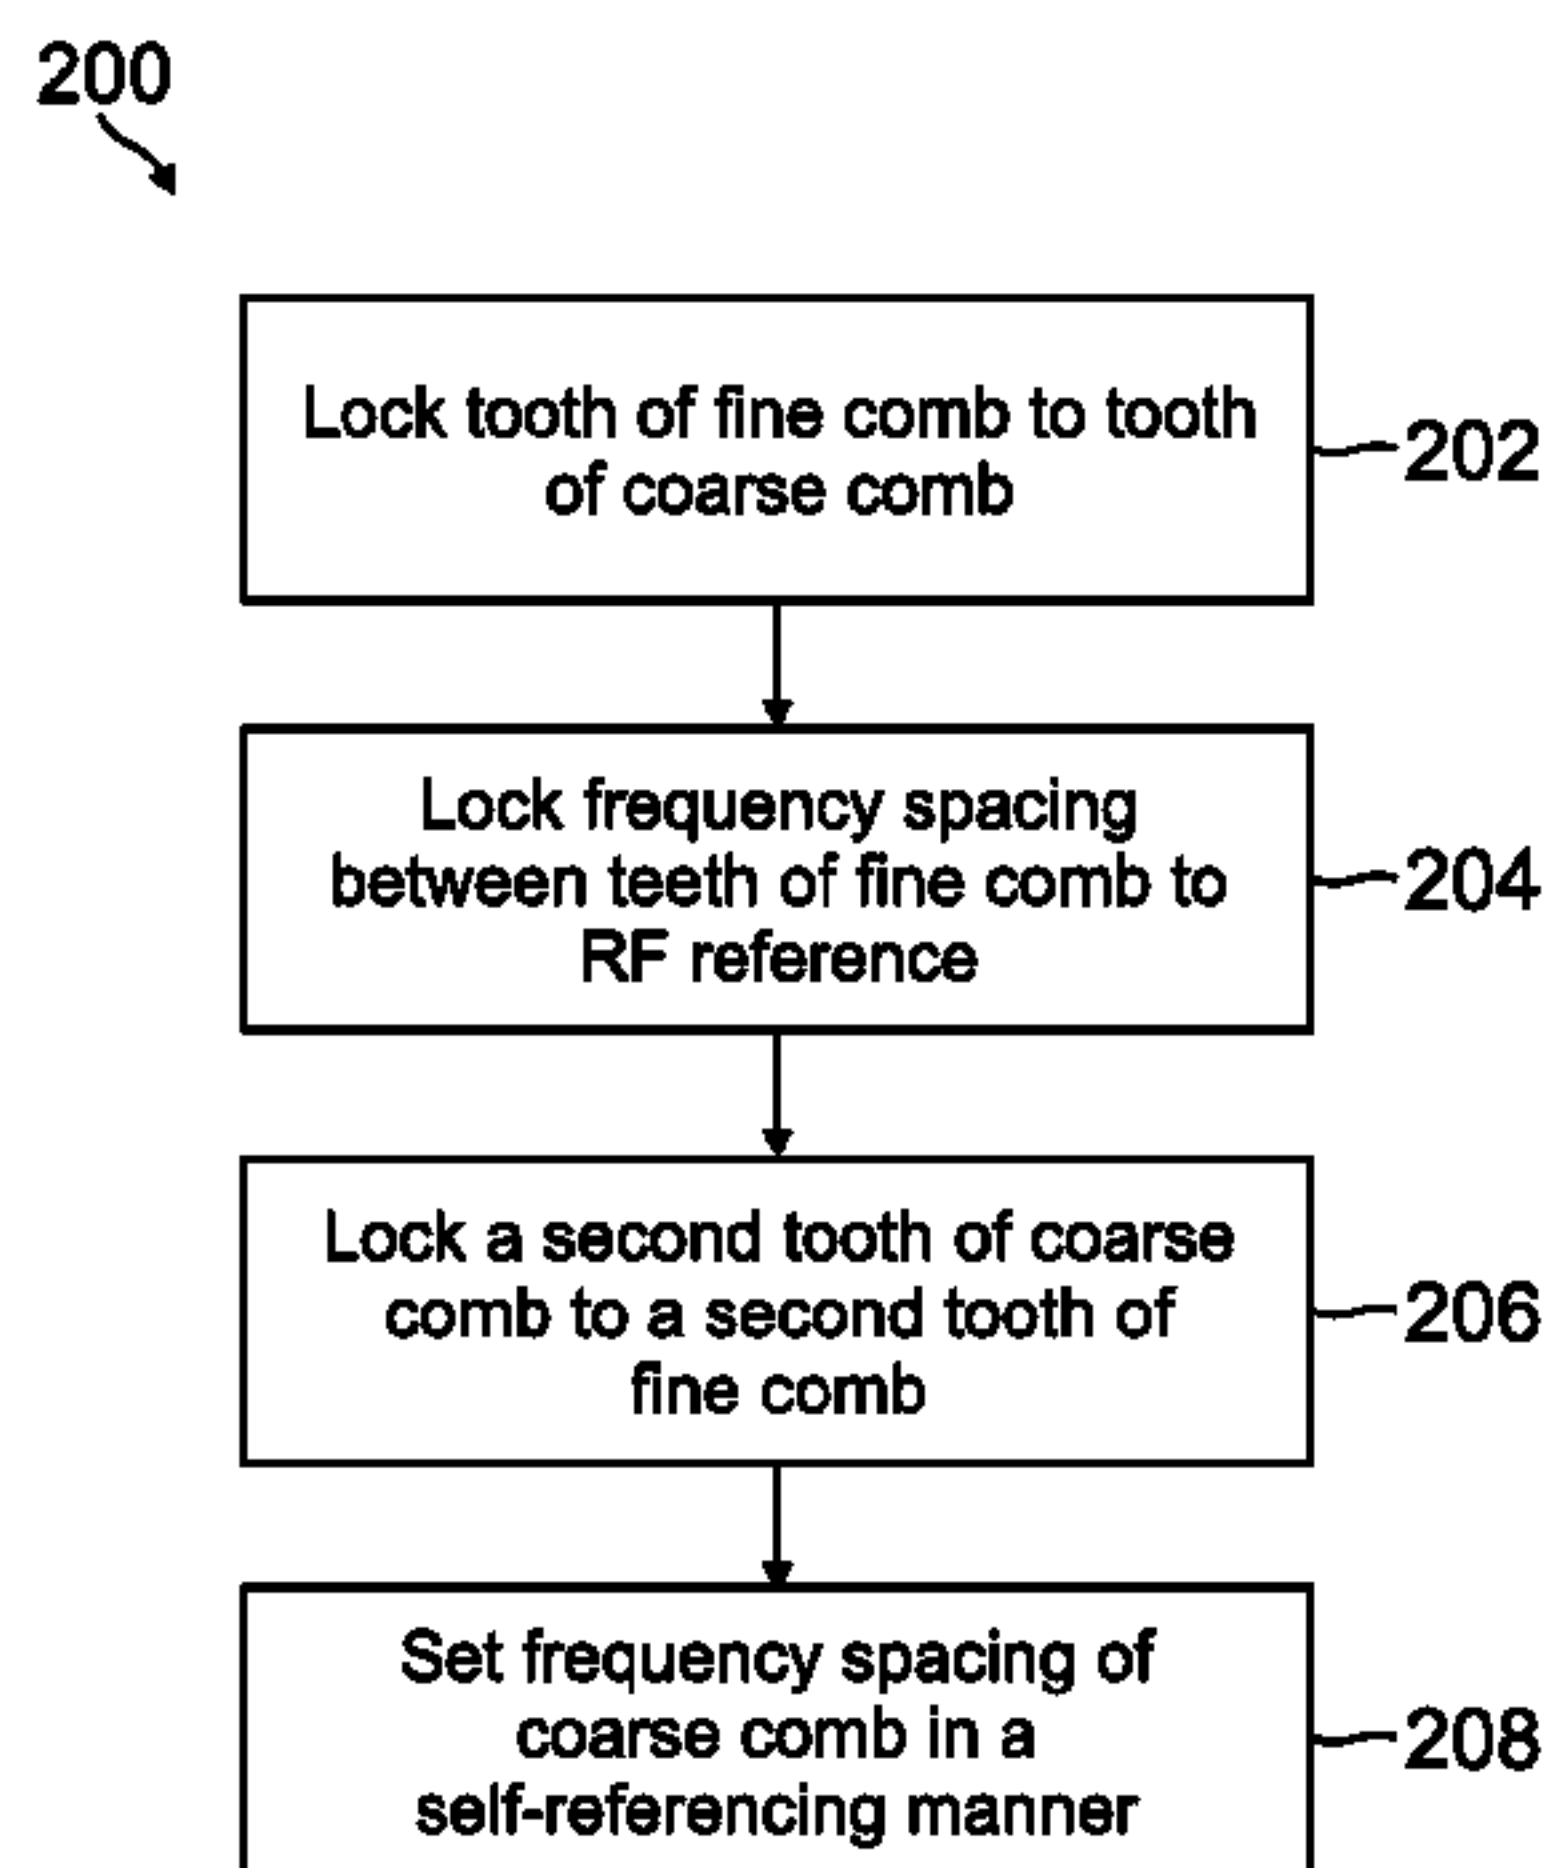 200
Lock tooth of fine comb to tooth
of coarse comb
202
Lock frequency spacing
between teeth of fine comb to
RF reference
204
Lock a second tooth of coarse
comb to a second tooth of
fine comb
206
Set frequency spacing of
coarse comb in a
self-referencing manner
208